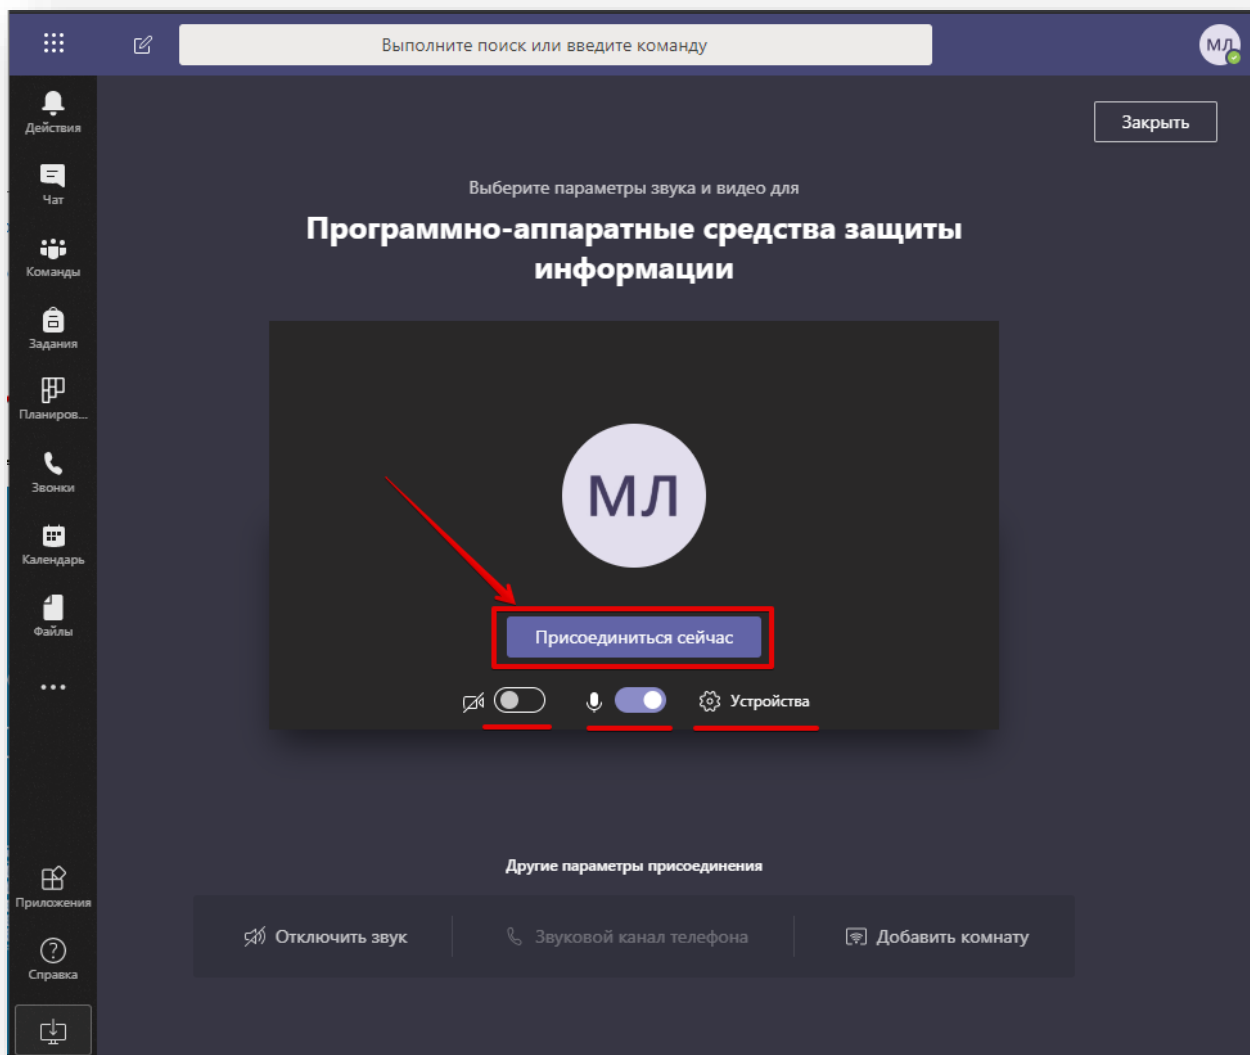 Выполните поиск или введите команду
МЛ
Действия
Чат
Команды
Задания
Планиров...
Звонки
Календарь
Файлы
Приложения
Справка
Закрыть
Выберите параметры звука и видео для
Программно-аппаратные средства защиты
информации
МЛ
Присоединиться сейчас
Устройства
Другие параметры присоединения
Отключить звук
Звуковой канал телефона
Добавить комнату